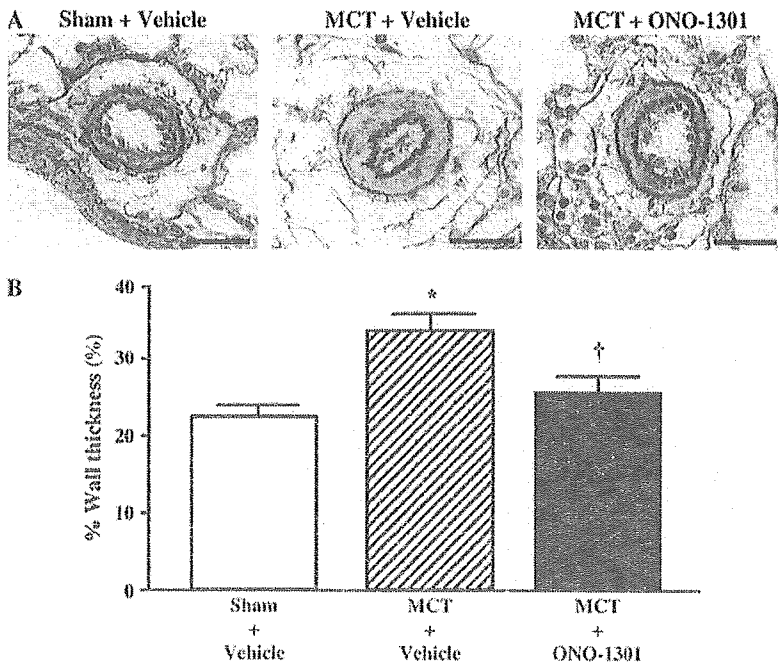 A
Sham + Vehicle
MCT + Vehicle
MCT + ONO-1301
B
% Wall thickness (%)
40
30
20
10
0
*
†
Sham
+
Vehicle
MCT
+
Vehicle
MCT
+
ONO-1301